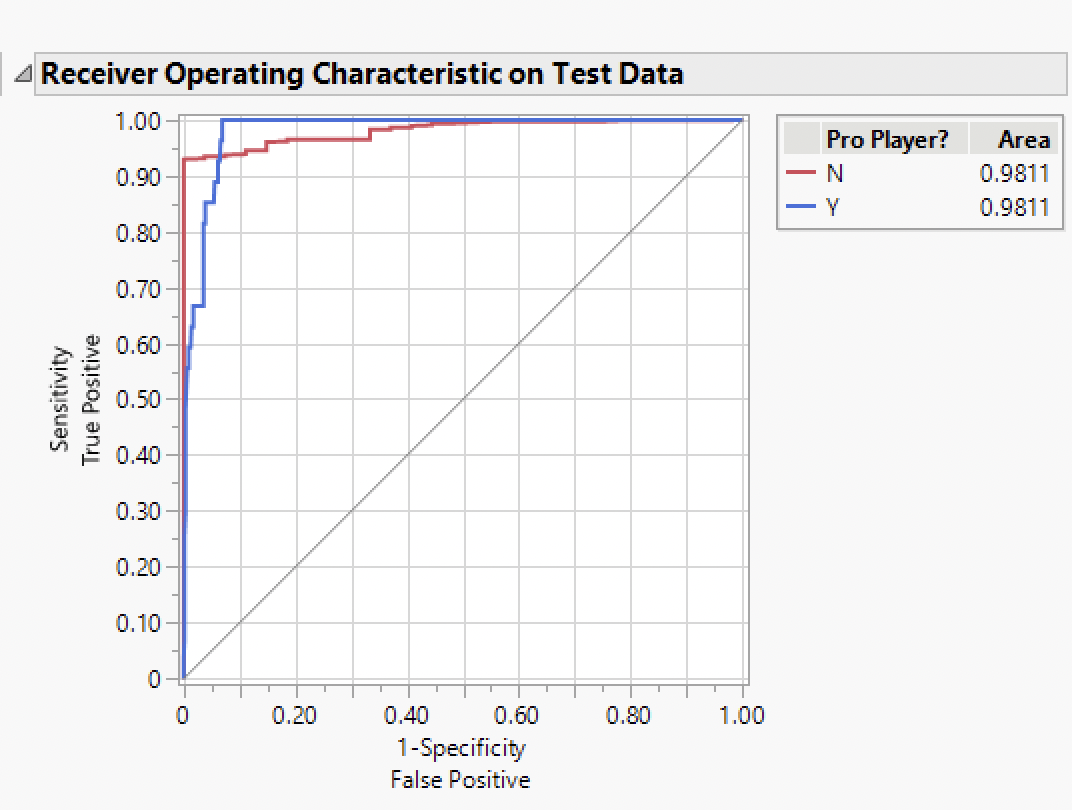 Receiver Operating Characteristic on Test Data
1.00
0.90
0.80
0.70
0.60
0.50
0.40
0.30
0.20
0.10
0
Sensitivity
True Positive
0 0.20 0.40 0.60 0.80 1.00
1-Specificity
False Positive
Pro Player? Area
N 0.9811
Y 0.9811